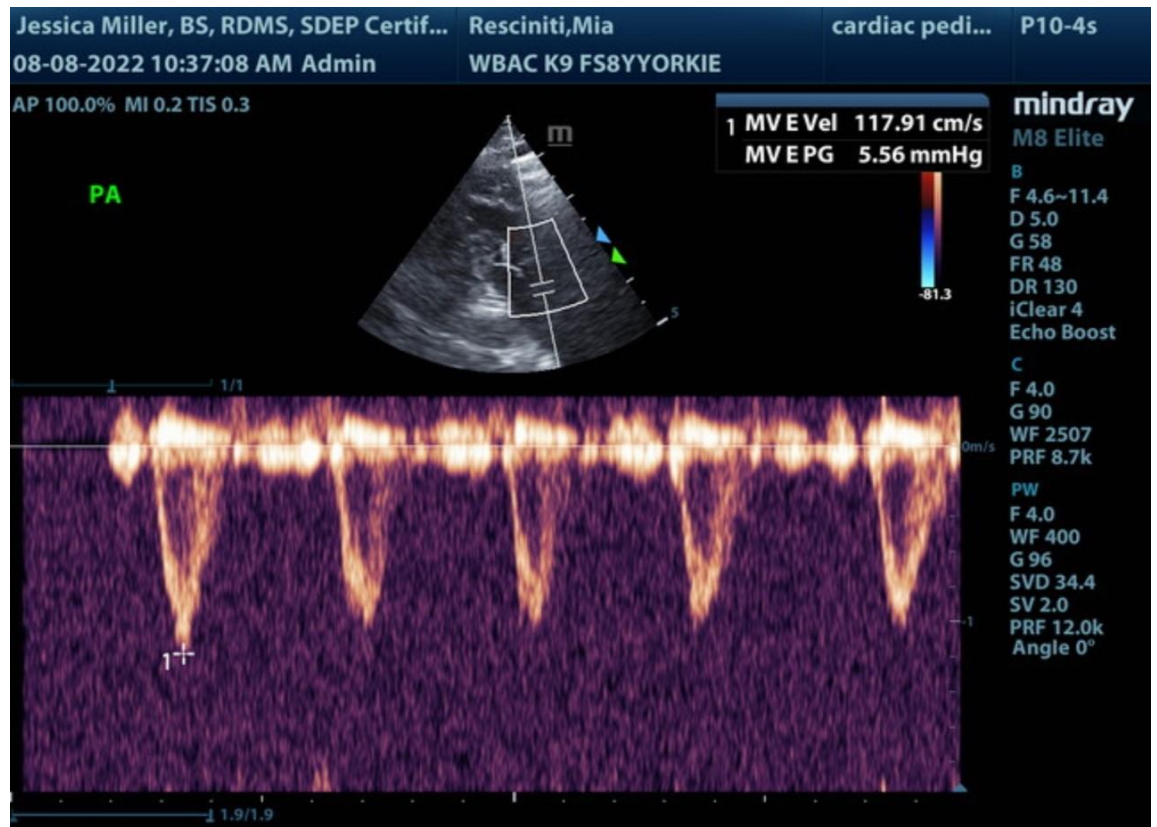 Jessica Miller, BS, RDMS, SDEP Certif... Resciniti,Mia cardiac pedi... P10-4s
08-08-2022 10:37:08 AM Admin WBAC K9 FS8YYORKIE
AP 100.0% MI 0.2 TIS 0.3
mindray
M8 Elite
1 MV E Vel 117.91 cm/s
MV E PG 5.56 mmHg
m
PA
-81.3
5
B
F 4.6~11.4
D 5.0
G 58
FR 48
DR 130
iClear 4
Echo Boost
C
F 4.0
G 90
WF 2507
PRF 8.7k
PW
F 4.0
WF 400
G 96
SVD 34.4
SV 2.0
PRF 12.0k
Angle 0°
1/1
0m/s
-1
1
1.9/1.9